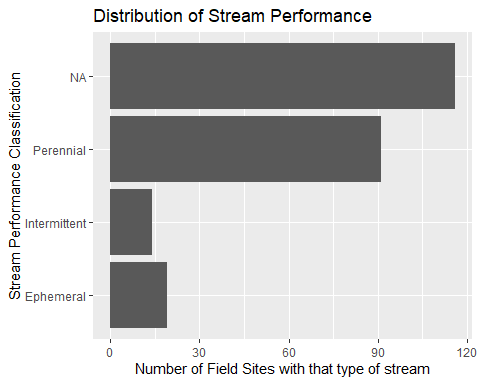 Distribution of Stream Performance
Stream Performance Classification
NA
Perennial
Intermittent
Ephemeral
0 30 60 90 120
Number of Field Sites with that type of stream